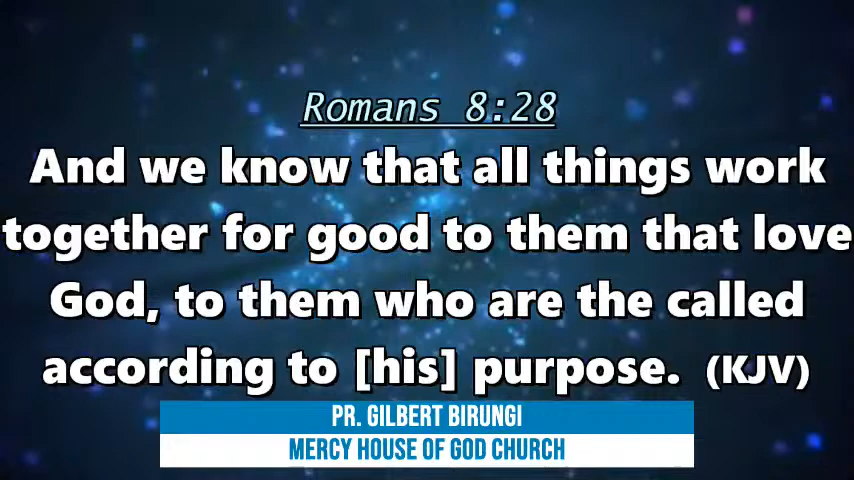 Romans 8:28
And we know that all things work
together for good to them that love
God, to them who are the called
according to [his] purpose. (KJV)
PR. GILBERT BIRUNGI
MERCY HOUSE OF GOD CHURCH